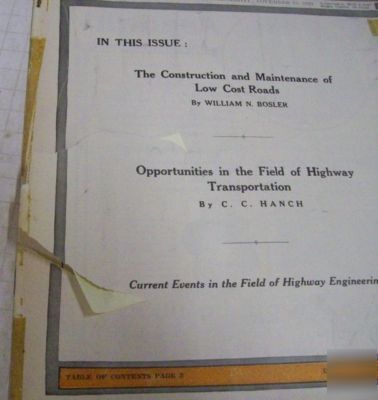 IN THIS ISSUE:
The Construction and Maintenance of
Low Cost Roads
By WILLIAM N. BOSLER
Opportunities in the Field of Highway
Transportation
By C. C. HANCH
Current Events in the Field of Highway Engineerin
TABLE OF CONTENTS PAGE 2